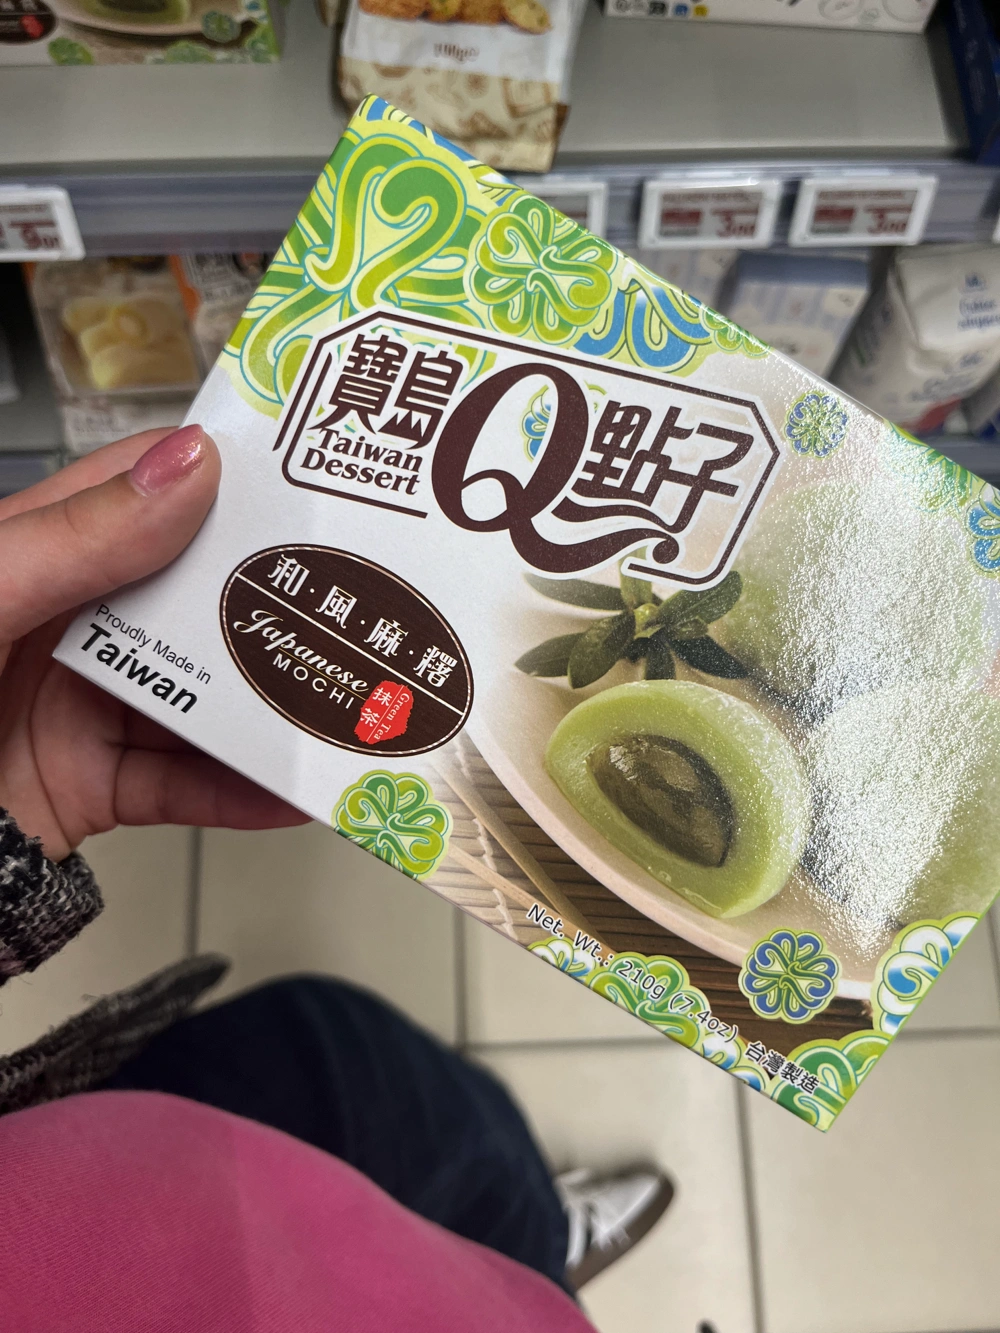 寶島Q點子
Taiwan
Dessert
和・風・麻・糬
Japanese
MOCHI
抹茶
Green Tea
Proudly Made in
Taiwan
Net. Wt.: 210g (7.4oz)
台灣製造